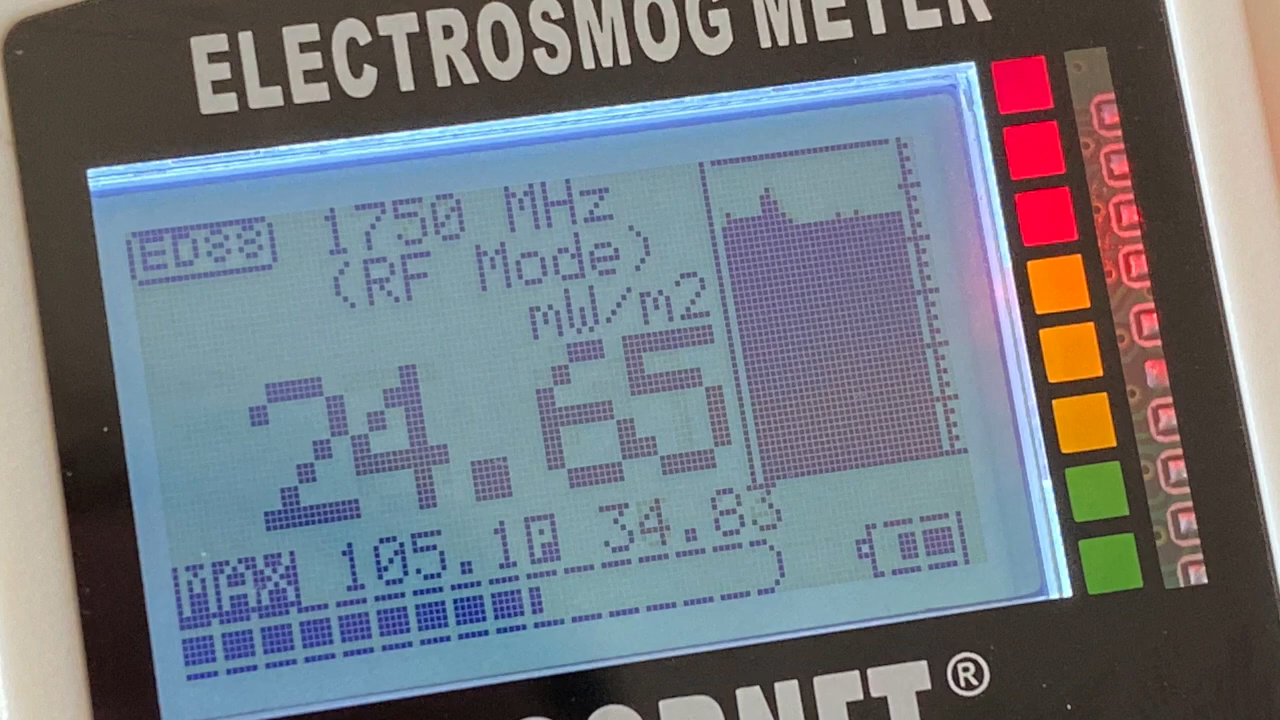 ELECTROSMOG METER
ED88 1750 MHz
(RF Mode)
mW/m2
24.65
MAX 105.10 34.83
®